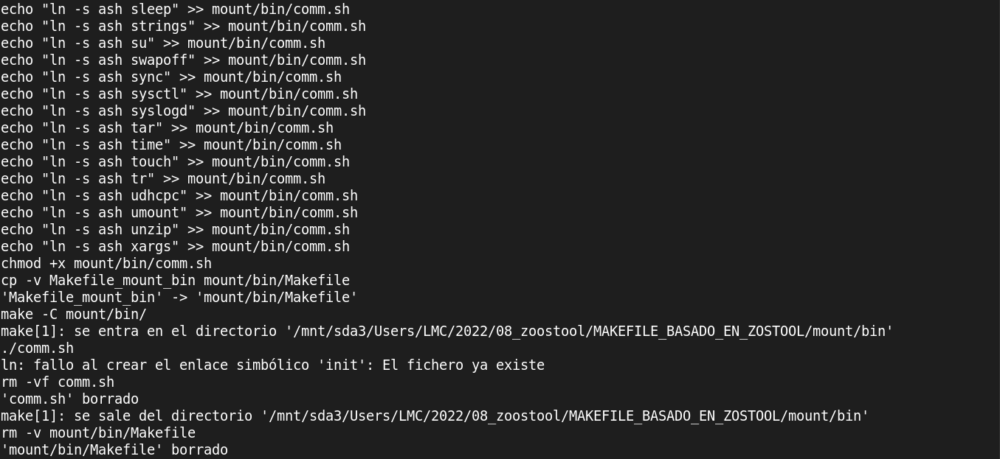 echo "ln -s ash sleep" >> mount/bin/comm.sh
echo "ln -s ash strings" >> mount/bin/comm.sh
echo "ln -s ash su" >> mount/bin/comm.sh
echo "ln -s ash swapoff" >> mount/bin/comm.sh
echo "ln -s ash sync" >> mount/bin/comm.sh
echo "ln -s ash sysctl" >> mount/bin/comm.sh
echo "ln -s ash syslogd" >> mount/bin/comm.sh
echo "ln -s ash tar" >> mount/bin/comm.sh
echo "ln -s ash time" >> mount/bin/comm.sh
echo "ln -s ash touch" >> mount/bin/comm.sh
echo "ln -s ash tr" >> mount/bin/comm.sh
echo "ln -s ash udhcpc" >> mount/bin/comm.sh
echo "ln -s ash umount" >> mount/bin/comm.sh
echo "ln -s ash unzip" >> mount/bin/comm.sh
echo "ln -s ash xargs" >> mount/bin/comm.sh
chmod +x mount/bin/comm.sh
cp -v Makefile_mount_bin mount/bin/Makefile
'Makefile_mount_bin' -> 'mount/bin/Makefile'
make -C mount/bin/
make[1]: se entra en el directorio '/mnt/sda3/Users/LMC/2022/08_zoostool/MAKEFILE_BASADO_EN_ZOSTOOL/mount/bin'
./comm.sh
ln: fallo al crear el enlace simbólico 'init': El fichero ya existe
rm -vf comm.sh
'comm.sh' borrado
make[1]: se sale del directorio '/mnt/sda3/Users/LMC/2022/08_zoostool/MAKEFILE_BASADO_EN_ZOSTOOL/mount/bin'
rm -v mount/bin/Makefile
'mount/bin/Makefile' borrado